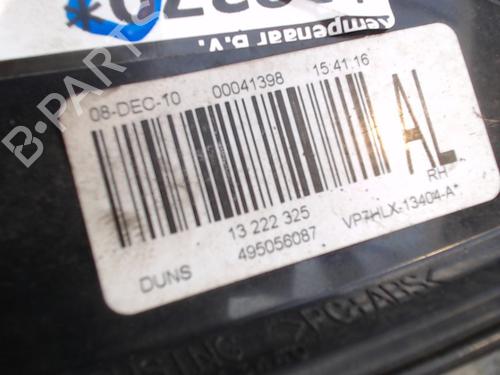 Kempenaar B.V.
08-DEC-10 00041398 15:41:16
AL
RH
13 222 325
VP7HLX-13404-A*
495056087
DUNS
>PC+ABS<
B-PARTS